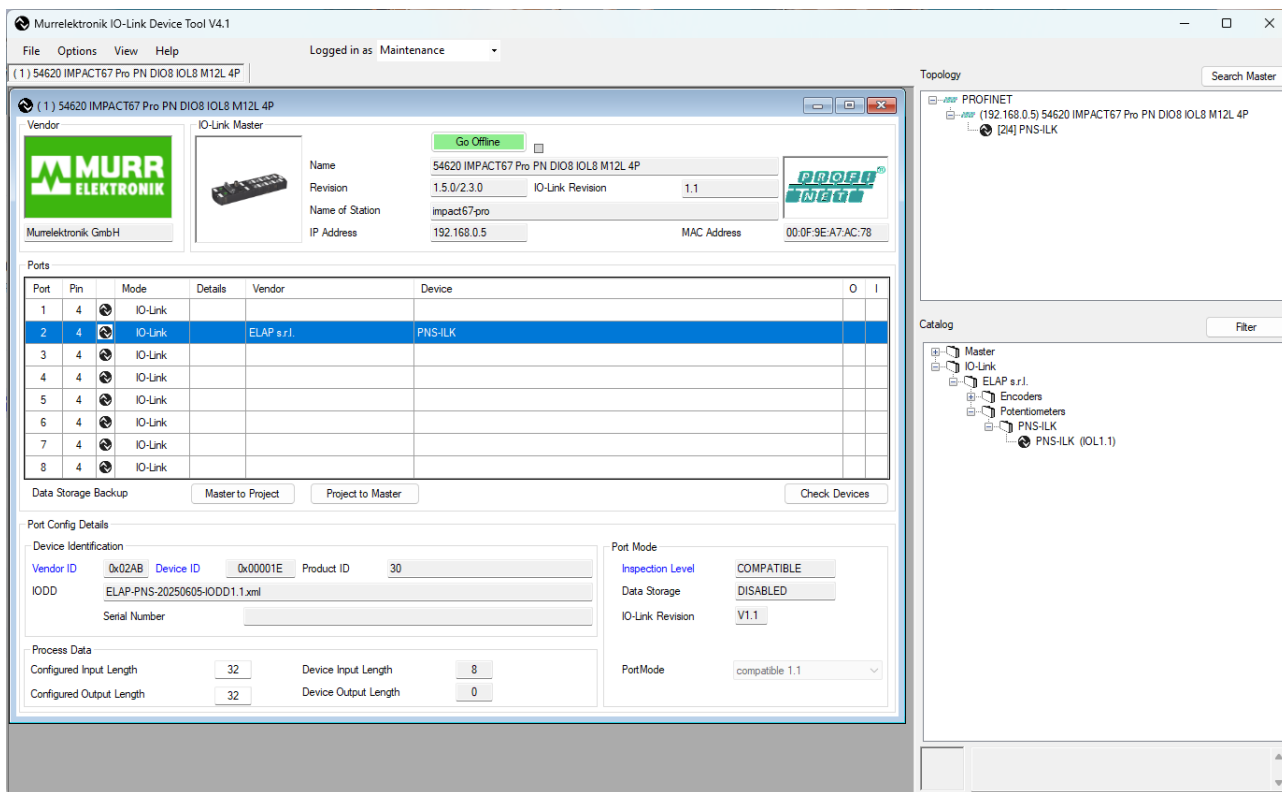 Murrelektronik IO-Link Device Tool V4.1
File Options View Help Logged in as Maintenance
( 1 ) 54620 IMPACT67 Pro PN DIO8 IOL8 M12L 4P
( 1 ) 54620 IMPACT67 Pro PN DIO8 IOL8 M12L 4P
Vendor
MURR
ELEKTRONIK
Murrelektronik GmbH
IO-Link Master
Go Offline
Name 54620 IMPACT67 Pro PN DIO8 IOL8 M12L 4P
Revision 1.5.0/2.3.0 IO-Link Revision 1.1
Name of Station impact67-pro
IP Address 192.168.0.5 MAC Address 00:0F:9E:A7:AC:78
PROFI
NET
Ports
Port Pin Mode Details Vendor Device O I
1 4 IO-Link
2 4 IO-Link ELAP s.r.l. PNS-ILK
3 4 IO-Link
4 4 IO-Link
5 4 IO-Link
6 4 IO-Link
7 4 IO-Link
8 4 IO-Link
Data Storage Backup Master to Project Project to Master Check Devices
Port Config Details
Device Identification
Vendor ID 0x02AB Device ID 0x00001E Product ID 30
IODD ELAP-PNS-20250605-IODD1.1.xml
Serial Number
Process Data
Configured Input Length 32 Device Input Length 8
Configured Output Length 32 Device Output Length 0
Port Mode
Inspection Level COMPATIBLE
Data Storage DISABLED
IO-Link Revision V1.1
PortMode compatible 1.1
Topology Search Master
PROFINET
(192.168.0.5) 54620 IMPACT67 Pro PN DIO8 IOL8 M12L 4P
[2|4] PNS-ILK
Catalog Filter
Master
IO-Link
ELAP s.r.l.
Encoders
Potentiometers
PNS-ILK
PNS-ILK (IOL1.1)